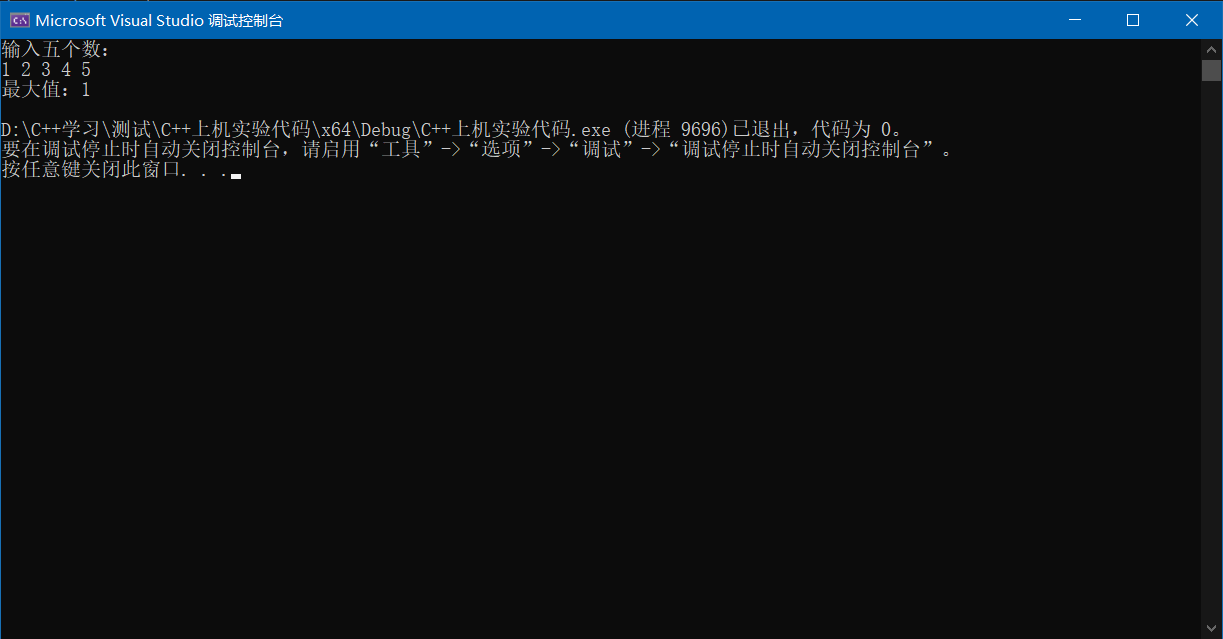 Microsoft Visual Studio 调试控制台
输入五个数：
1 2 3 4 5
最大值：1
D:\C++学习\测试\C++上机实验代码\x64\Debug\C++上机实验代码.exe (进程 9696)已退出，代码为 0。
要在调试停止时自动关闭控制台，请启用“工具”->“选项”->“调试”->“调试停止时自动关闭控制台”。
按任意键关闭此窗口. . .